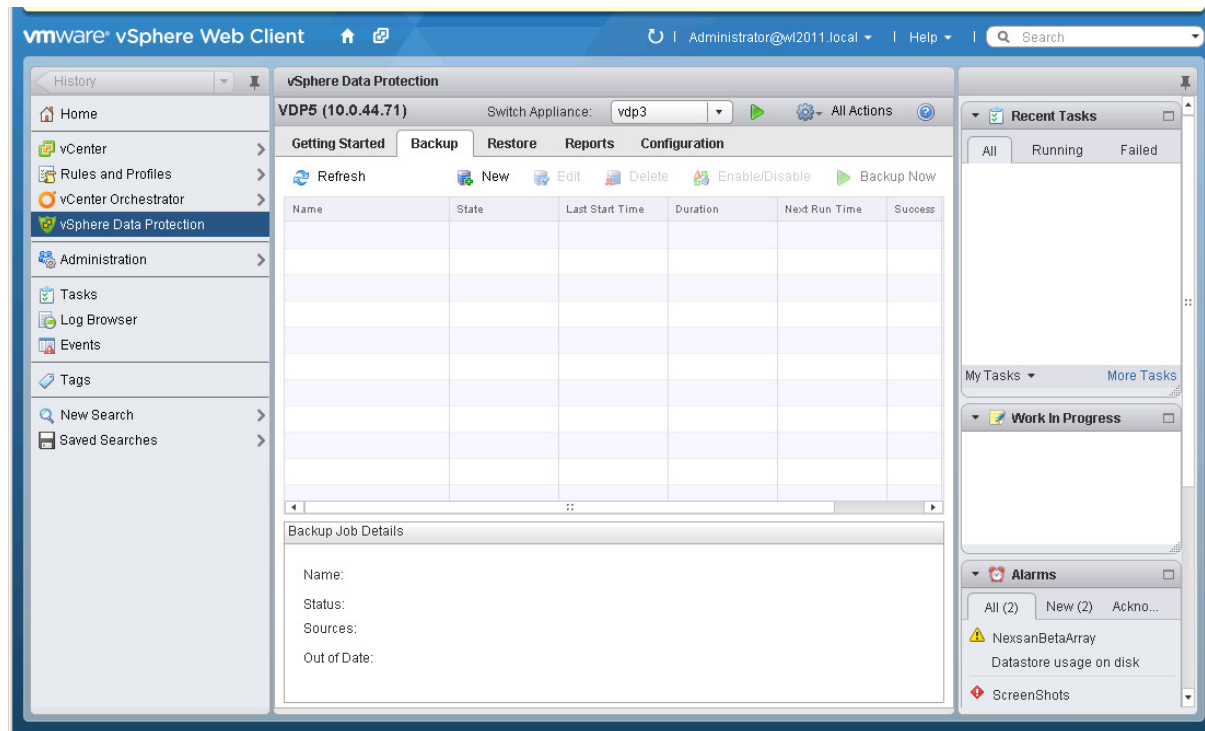 vmware® vSphere Web Client
Administrator@wl2011.local
Help
Search
History
Home
vCenter
Rules and Profiles
vCenter Orchestrator
vSphere Data Protection
Administration
Tasks
Log Browser
Events
Tags
New Search
Saved Searches
vSphere Data Protection
VDP5 (10.0.44.71)
Switch Appliance:
vdp3
All Actions
Getting Started Backup Restore Reports Configuration
Refresh New Edit Delete Enable/Disable Backup Now
Name State Last Start Time Duration Next Run Time Success
Backup Job Details
Name:
Status:
Sources:
Out of Date:
Recent Tasks
All Running Failed
My Tasks
More Tasks
Work In Progress
Alarms
All (2) New (2) Ackno...
NexsanBetaArray
Datastore usage on disk
ScreenShots